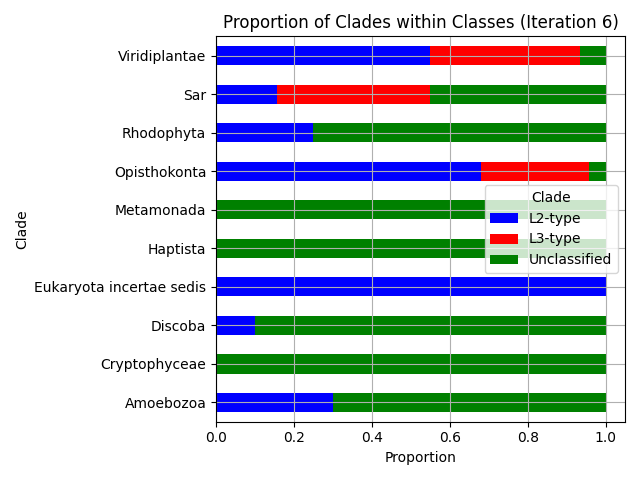 Proportion of Clades within Classes (Iteration 6)
Viridiplantae
Sar
Rhodophyta
Opisthokonta
Metamonada
Haptista
Eukaryota incertae sedis
Discoba
Cryptophyceae
Amoebozoa
Clade
Clade
L2-type
L3-type
Unclassified
0.0 0.2 0.4 0.6 0.8 1.0
Proportion